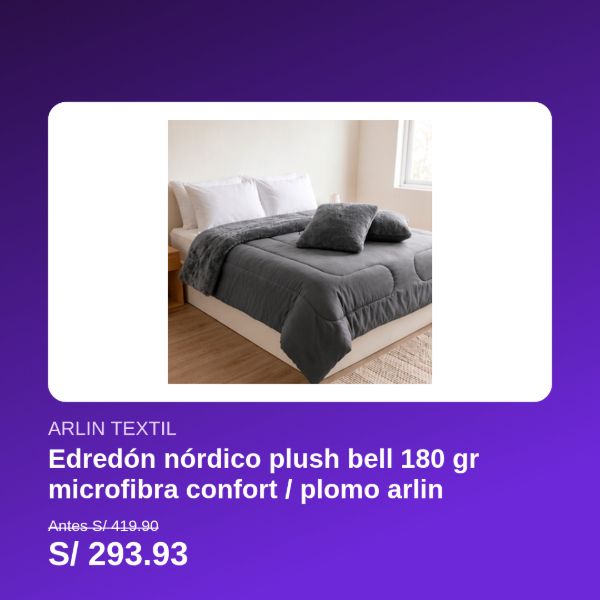 ARLIN TEXTIL
Edredón nórdico plush bell 180 gr
microfibra confort / plomo arlin
Antes S/ 419.90
S/ 293.93